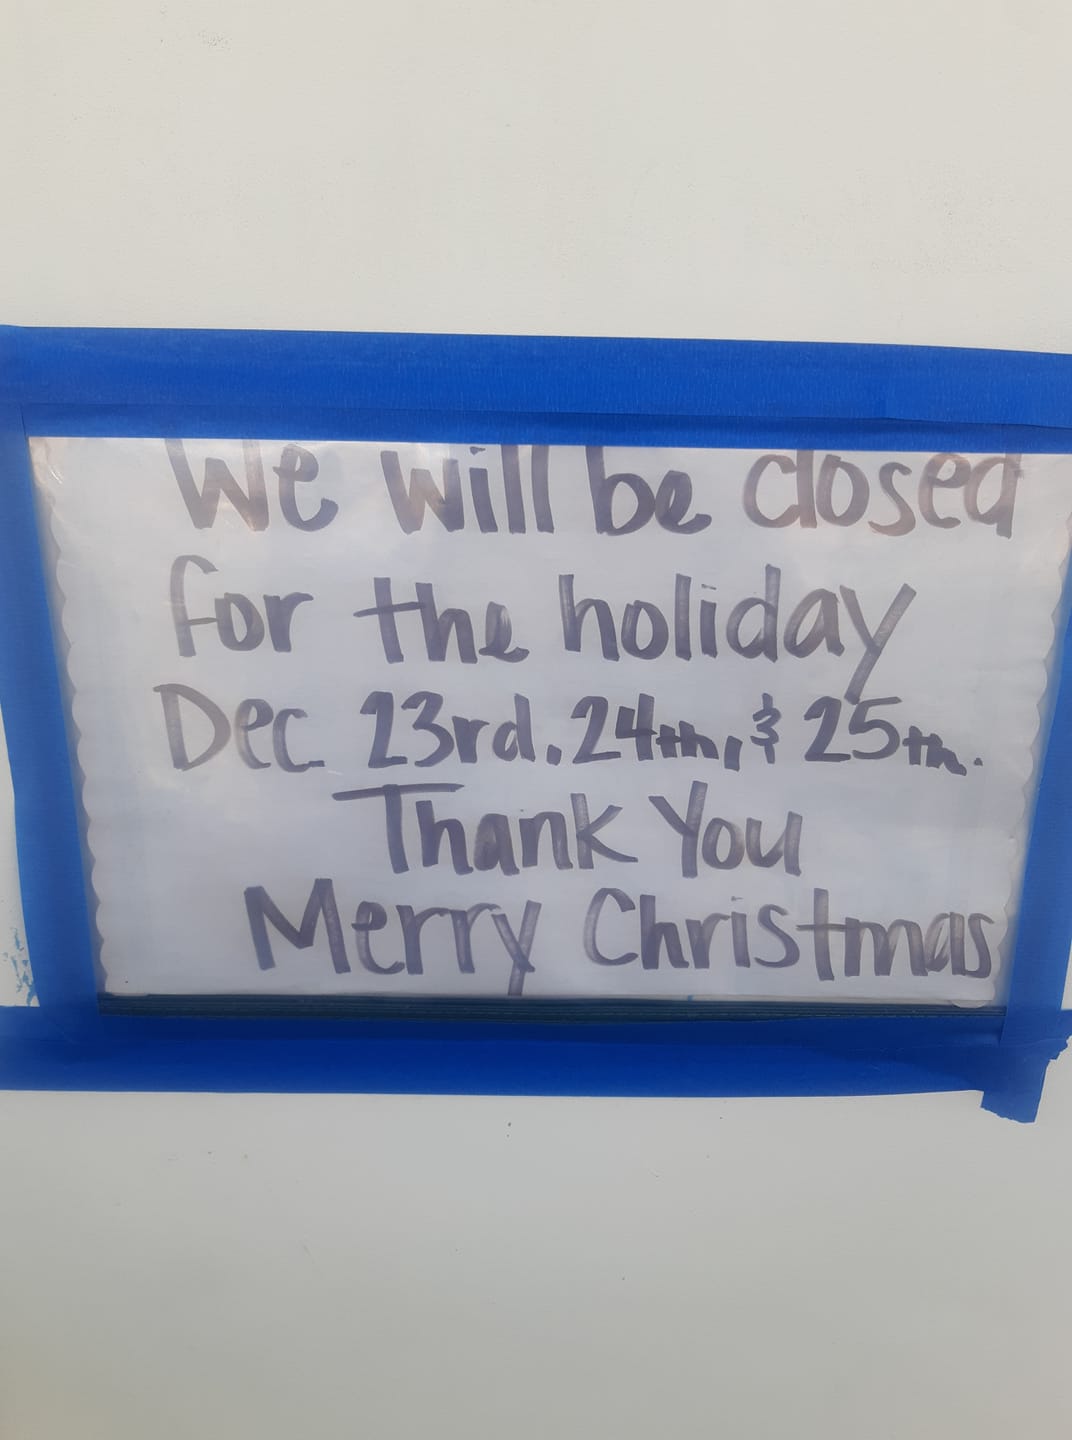 We will be closed
for the holiday
Dec 23rd. 24th, & 25th.
Thank You
Merry Christmas